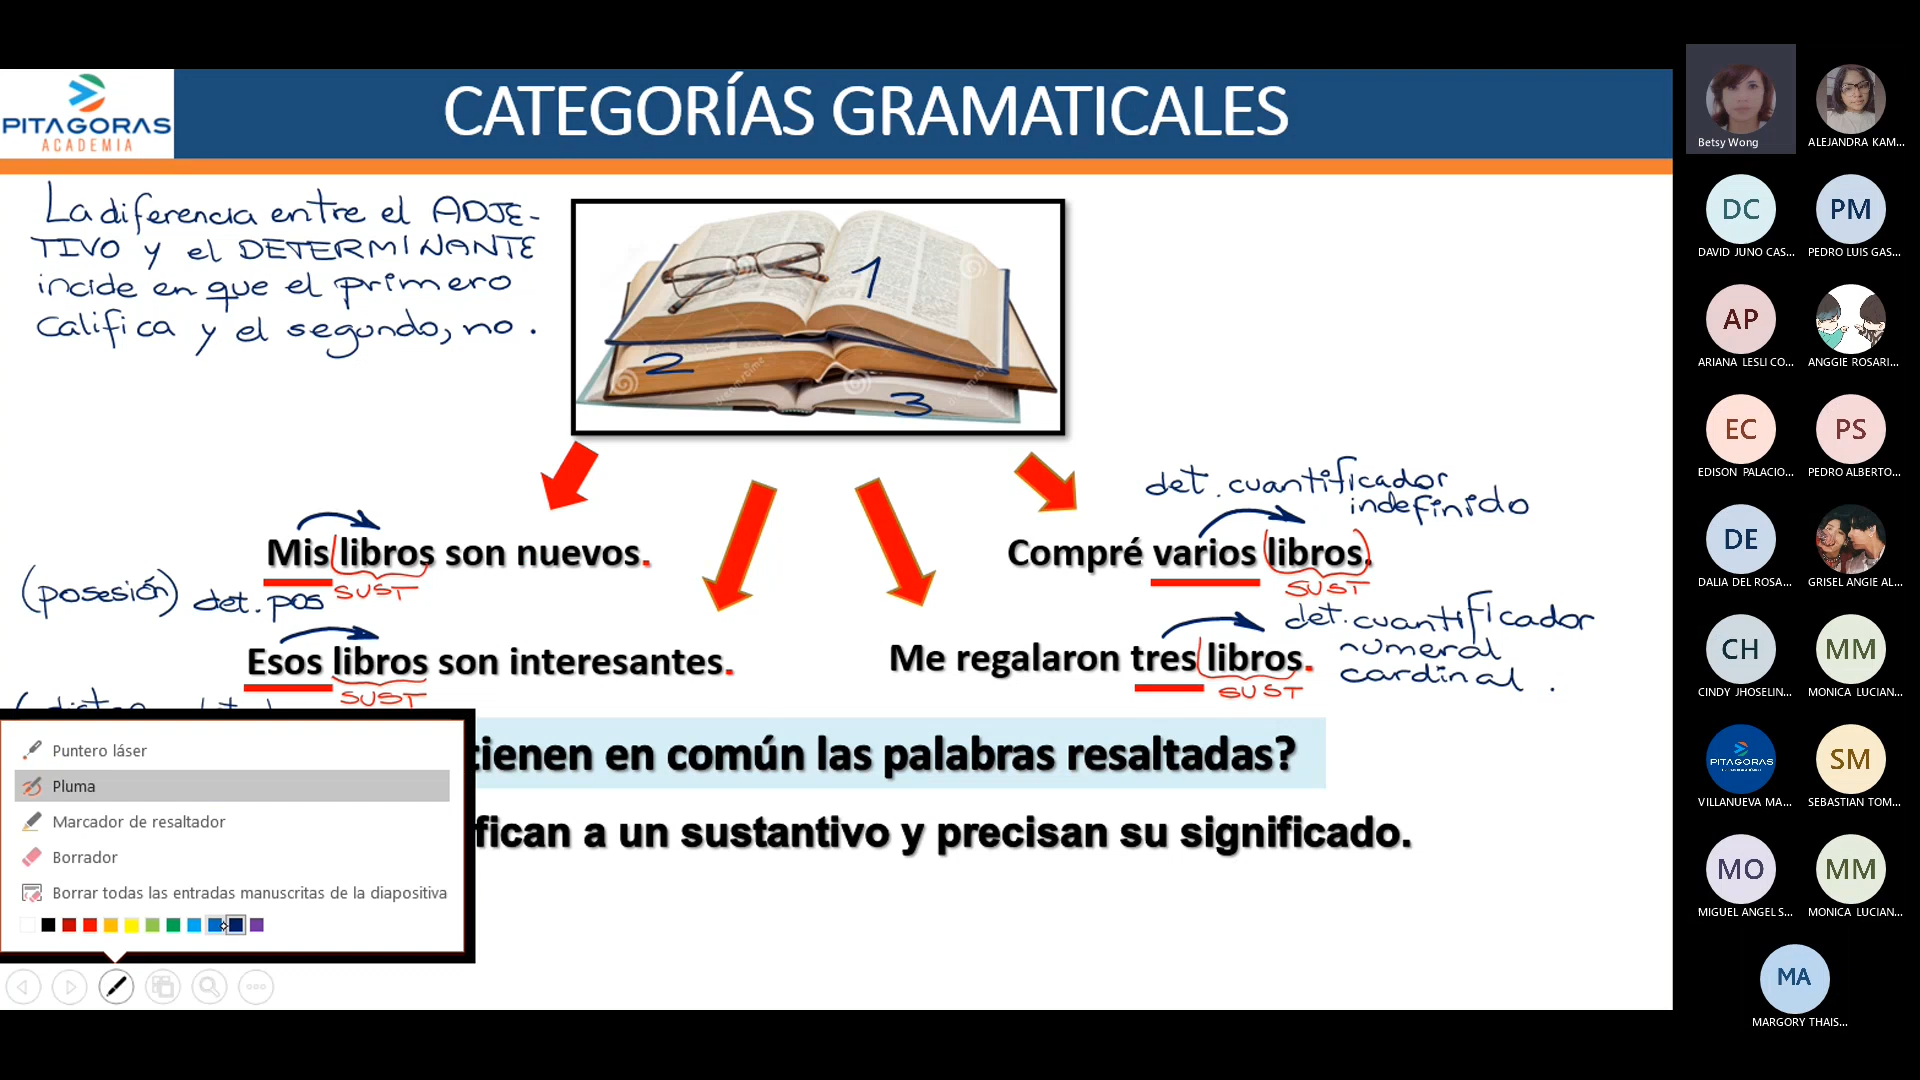 PITAGORAS
ACADEMIA
CATEGORÍAS GRAMATICALES
La diferencia entre el ADJE-
TIVO y el DETERMINANTE
incide en que el primero
califica y el segundo, no.
1
2
3
det. cuantificador
indefinido
Mis libros son nuevos.
SUST
(posesión) det. pos
Compré varios libros.
SUST
Esos libros son interesantes.
SUST
Me regalaron tres libros.
SUST
det. cuantificador
numeral
cardinal.
tienen en común las palabras resaltadas?
fican a un sustantivo y precisan su significado.
Puntero láser
Pluma
Marcador de resaltador
Borrador
Borrar todas las entradas manuscritas de la diapositiva
Betsy Wong
ALEJANDRA KAM...
DC
PM
DAVID JUNO CAS...
PEDRO LUIS GAS...
AP
ARIANA LESLI CO...
ANGGIE ROSARI...
EC
PS
EDISON PALACIO...
PEDRO ALBERTO...
DE
DALIA DEL ROSA...
GRISEL ANGIE AL...
CH
MM
CINDY JHOSELIN...
MONICA LUCIAN...
PITAGORAS
SM
VILLANUEVA MA...
SEBASTIAN TOM...
MO
MM
MIGUEL ANGEL S...
MONICA LUCIAN...
MA
MARGORY THAIS...